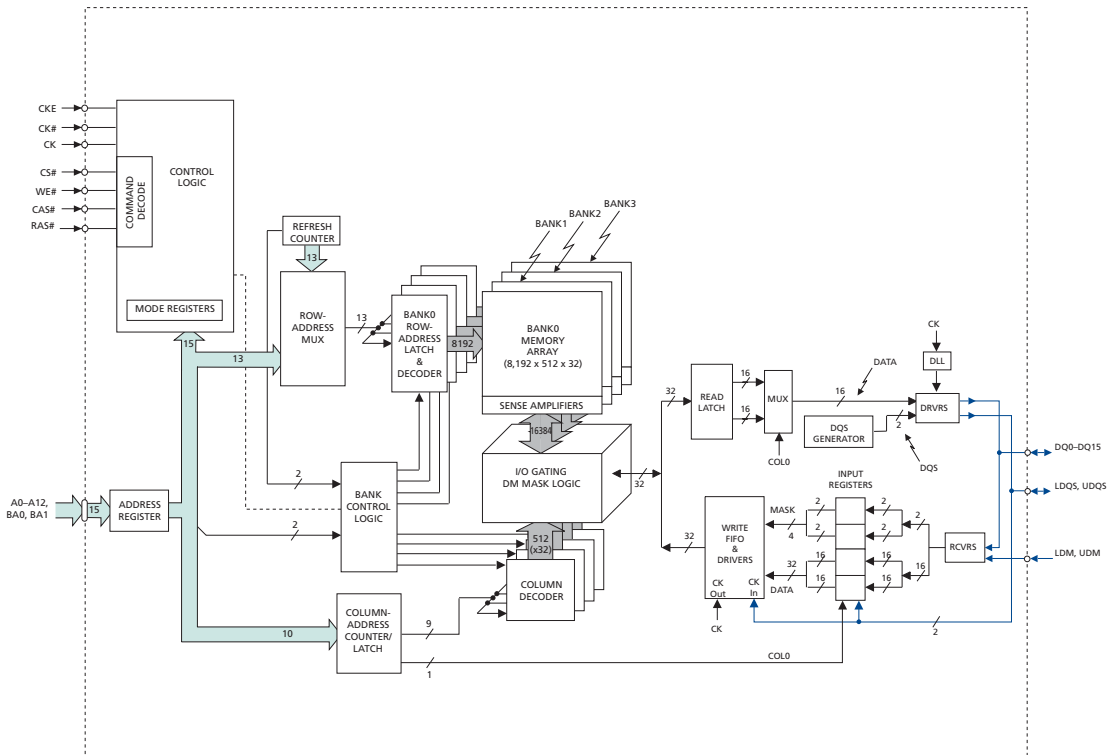 CKE
CK#
CK
CS#
WE#
CAS#
RAS#
CONTROL
LOGIC
COMMAND
DECODE
MODE REGISTERS
REFRESH
COUNTER
13
ROW-
ADDRESS
MUX
15
13
13
BANK0
ROW-
ADDRESS
LATCH
&
DECODER
8192
BANK1
BANK2
BANK3
BANK0
MEMORY
ARRAY
(8,192 x 512 x 32)
SENSE AMPLIFIERS
16384
I/O GATING
DM MASK LOGIC
32
A0–A12,
BA0, BA1
15
ADDRESS
REGISTER
2
2
BANK
CONTROL
LOGIC
512
(x32)
COLUMN
DECODER
10
COLUMN-
ADDRESS
COUNTER/
LATCH
9
1
COL0
32
READ
LATCH
16
16
MUX
COL0
16
DATA
CK
DLL
DRVRS
DQS
GENERATOR
2
DQS
DQ0–DQ15
LDQS, UDQS
LDM, UDM
INPUT
REGISTERS
32
WRITE
FIFO
&
DRIVERS
CK
Out
CK
In
CK
MASK
4
32
DATA
2
2
16
16
2
2
16
16
2
16
RCVRS
2